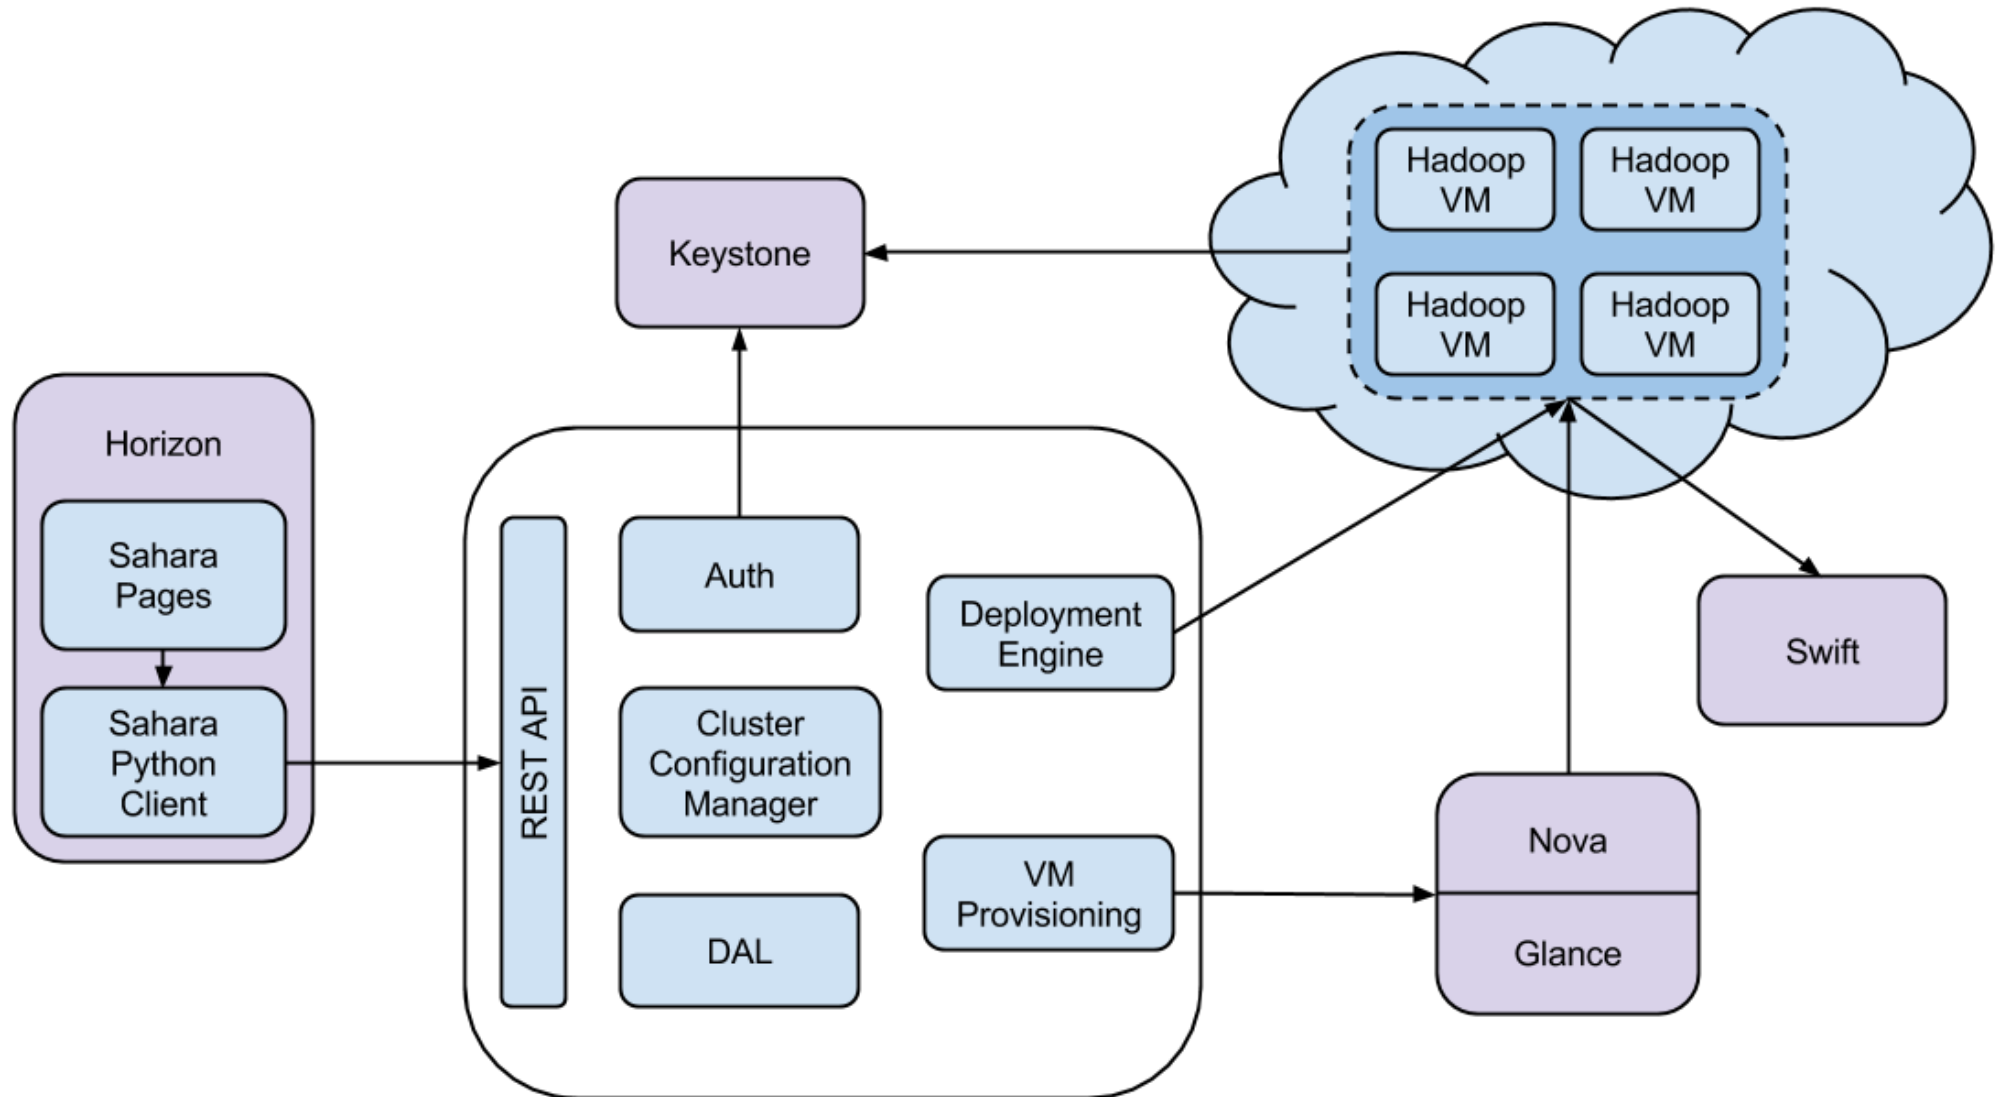 Hadoop
VM
Hadoop
VM
Hadoop
VM
Hadoop
VM
Keystone
Horizon
Sahara
Pages
Sahara
Python
Client
REST API
Auth
Cluster
Configuration
Manager
DAL
Deployment
Engine
VM
Provisioning
Swift
Nova
Glance